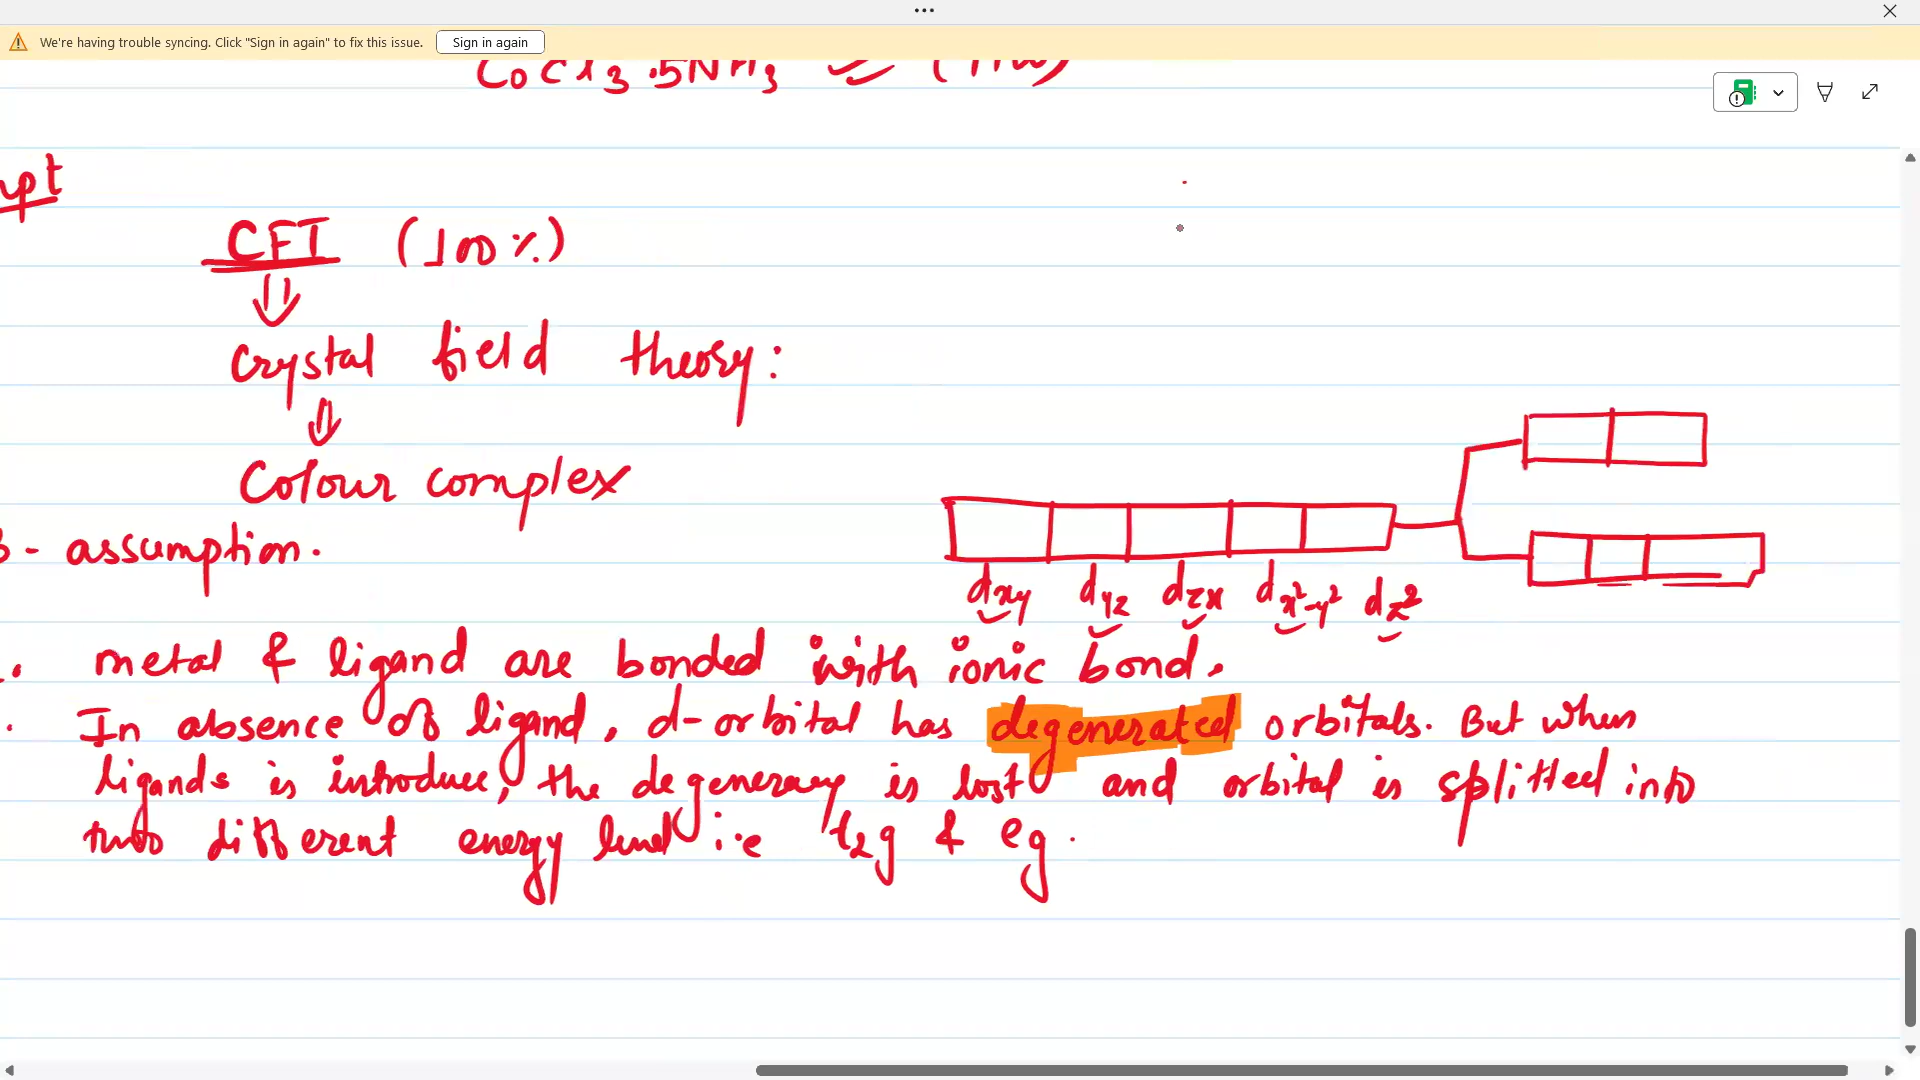 We're having trouble syncing. Click "Sign in again" to fix this issue. Sign in again
CoCl3.5NH3
CFT (100%)
Crystal field theory:
Colour complex
- assumption.
dxy dyz dzx dx²-y² dz²
metal & ligand are bonded with ionic bond.
In absence of ligand, d-orbital has degenerated orbitals. But when
ligands is introduce, the degeneracy is lost and orbital is splitted into
two different energy level i.e t2g & eg.